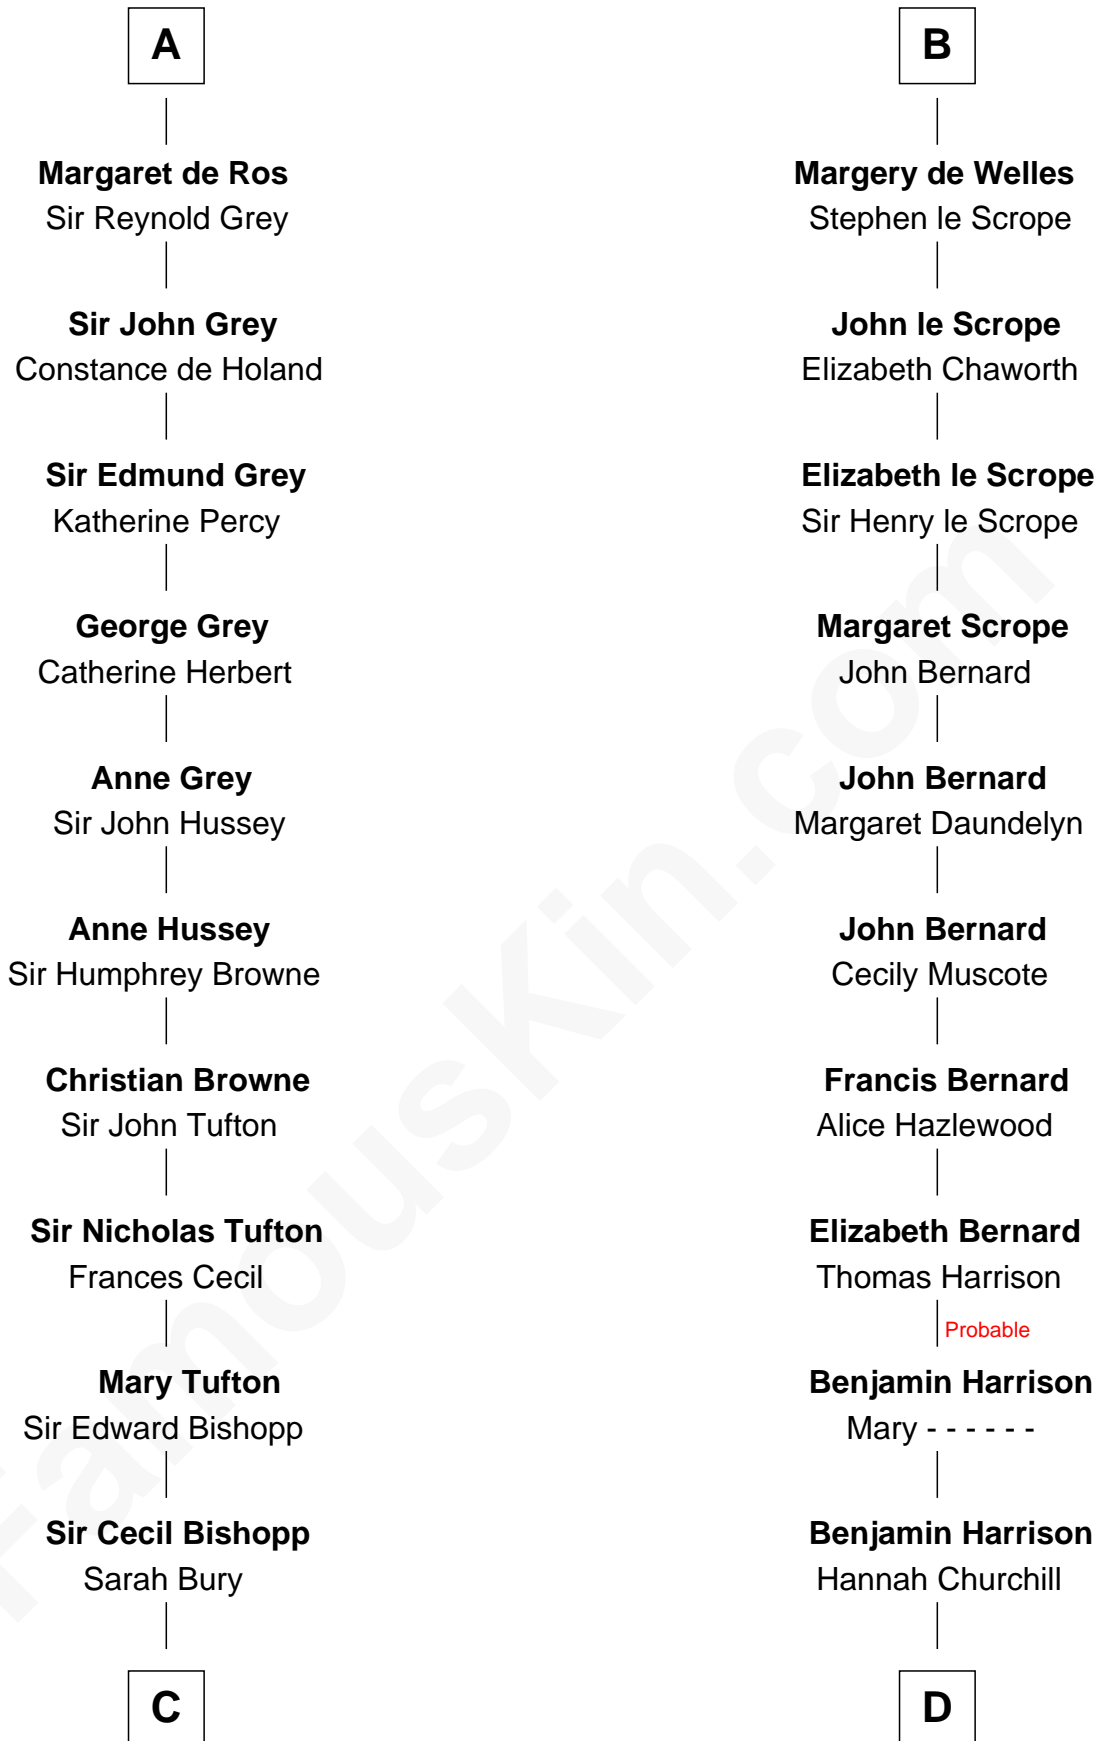 A
Margaret de Ros
Sir Reynold Grey
Sir John Grey
Constance de Holand
Sir Edmund Grey
Katherine Percy
George Grey
Catherine Herbert
Anne Grey
Sir John Hussey
Anne Hussey
Sir Humphrey Browne
Christian Browne
Sir John Tufton
Sir Nicholas Tufton
Frances Cecil
Mary Tufton
Sir Edward Bishopp
Sir Cecil Bishopp
Sarah Bury
C
B
Margery de Welles
Stephen le Scrope
John le Scrope
Elizabeth Chaworth
Elizabeth le Scrope
Sir Henry le Scrope
Margaret Scrope
John Bernard
John Bernard
Margaret Daundelyn
John Bernard
Cecily Muscote
Francis Bernard
Alice Hazlewood
Elizabeth Bernard
Thomas Harrison
Probable
Benjamin Harrison
Mary - - - - - -
Benjamin Harrison
Hannah Churchill
D
FamousKin.com